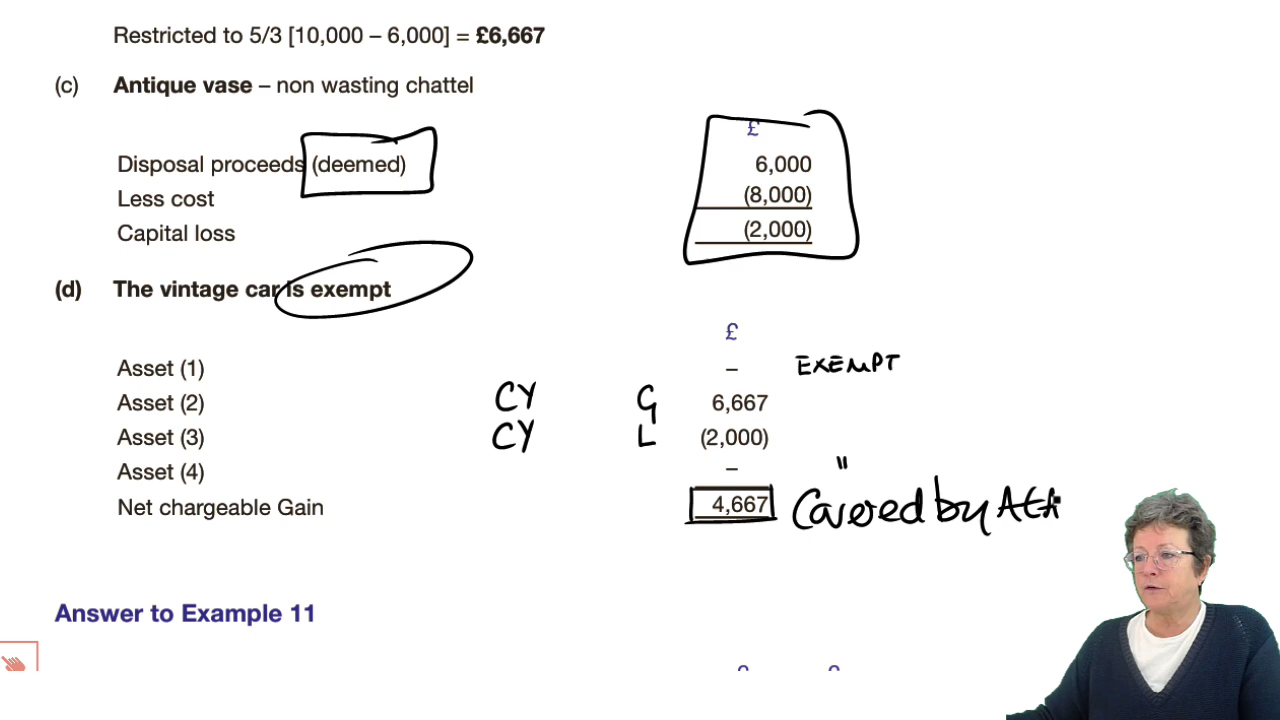 Restricted to 5/3 [10,000 – 6,000] = £6,667
(c) Antique vase – non wasting chattel
£
Disposal proceeds (deemed) 6,000
Less cost (8,000)
Capital loss (2,000)
(d) The vintage car is exempt
£
Asset (1) – EXEMPT
Asset (2) CY G 6,667
Asset (3) CY L (2,000)
Asset (4) – "
Net chargeable Gain 4,667 Covered by AEA
Answer to Example 11